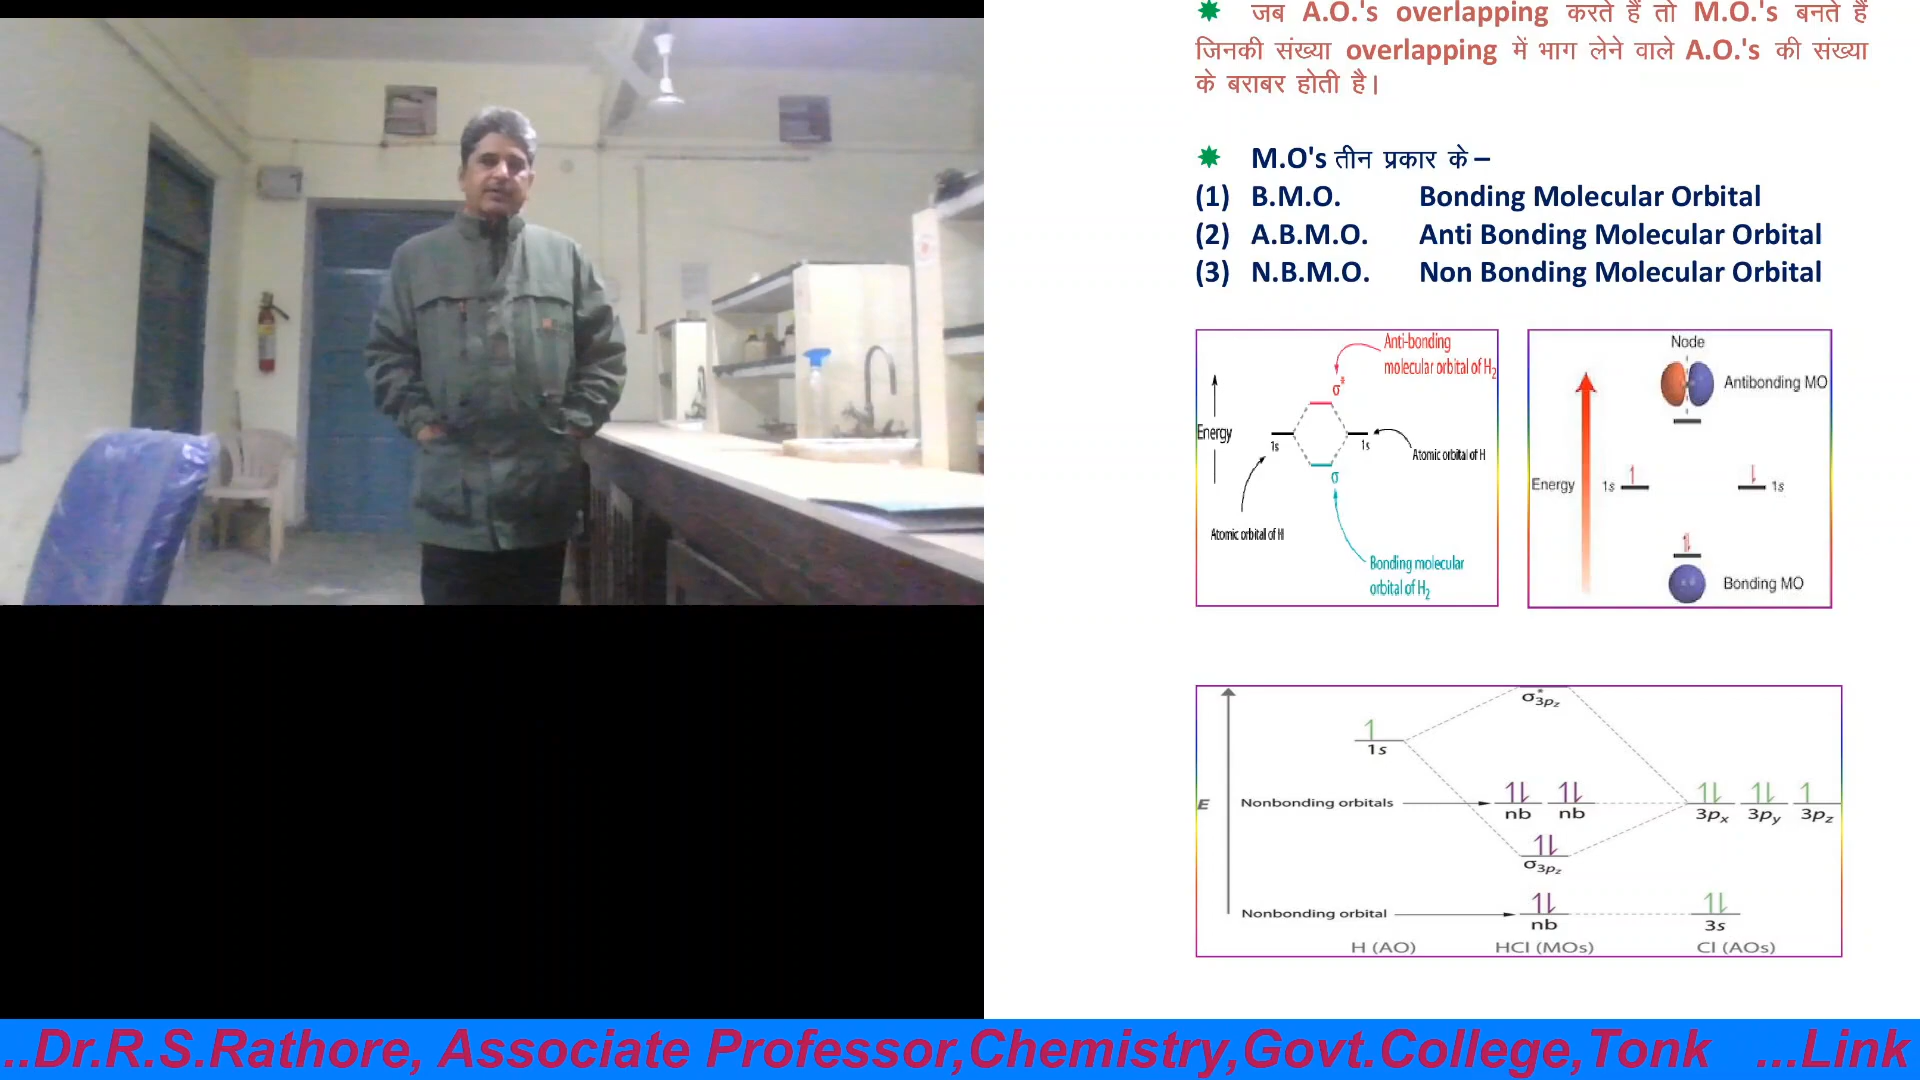 ✷ जब A.O.'s overlapping करते हैं तो M.O.'s बनते हैं
जिनकी संख्या overlapping में भाग लेने वाले A.O.'s की संख्या
के बराबर होती है।
✷ M.O's तीन प्रकार के –
(1) B.M.O. Bonding Molecular Orbital
(2) A.B.M.O. Anti Bonding Molecular Orbital
(3) N.B.M.O. Non Bonding Molecular Orbital
Anti-bonding
molecular orbital of H₂
σ*
Energy
1s
1s
Atomic orbital of H
σ
Atomic orbital of H
Bonding molecular
orbital of H₂
Node
Antibonding MO
Energy
1s
1s
Bonding MO
σ*3pz
1s
E
Nonbonding orbitals
nb nb
3px 3py 3pz
σ3pz
Nonbonding orbital
nb
3s
H (AO) HCl (MOs) Cl (AOs)
..Dr.R.S.Rathore, Associate Professor,Chemistry,Govt.College,Tonk ...Link